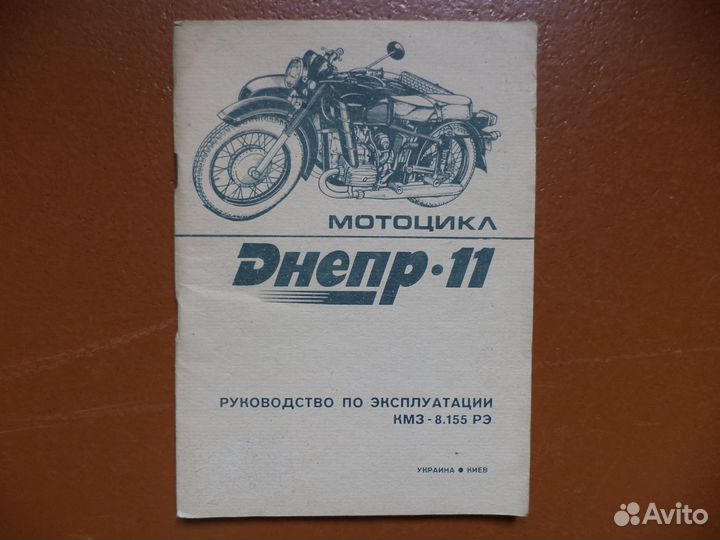 МОТОЦИКЛ
Днепр·11
РУКОВОДСТВО ПО ЭКСПЛУАТАЦИИ
КМЗ - 8.155 РЭ
УКРАИНА ● КИЕВ
Avito